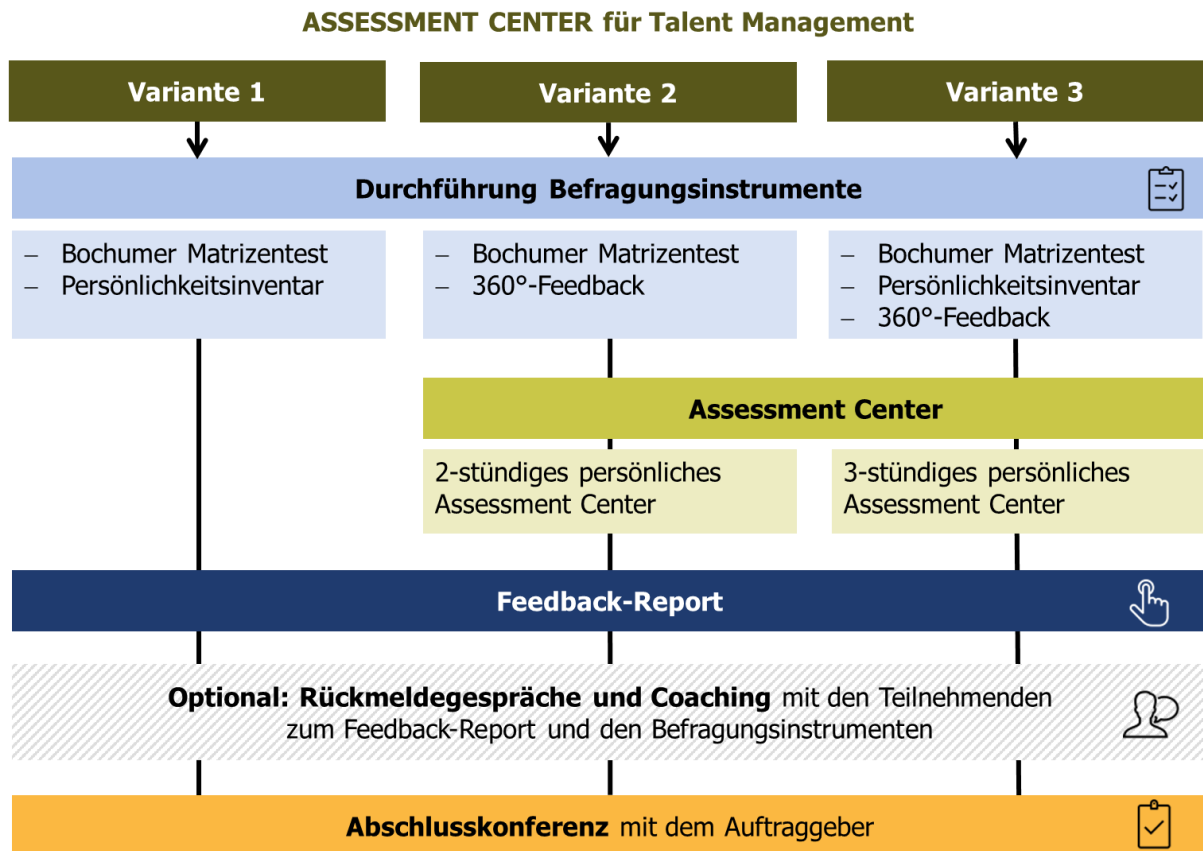 ASSESSMENT CENTER für Talent Management
Variante 1
Variante 2
Variante 3
Durchführung Befragungsinstrumente
– Bochumer Matrizentest
– Persönlichkeitsinventar
– Bochumer Matrizentest
– 360°-Feedback
– Bochumer Matrizentest
– Persönlichkeitsinventar
– 360°-Feedback
Assessment Center
2-stündiges persönliches
Assessment Center
3-stündiges persönliches
Assessment Center
Feedback-Report
Optional: Rückmeldegespräche und Coaching mit den Teilnehmenden
zum Feedback-Report und den Befragungsinstrumenten
Abschlusskonferenz mit dem Auftraggeber